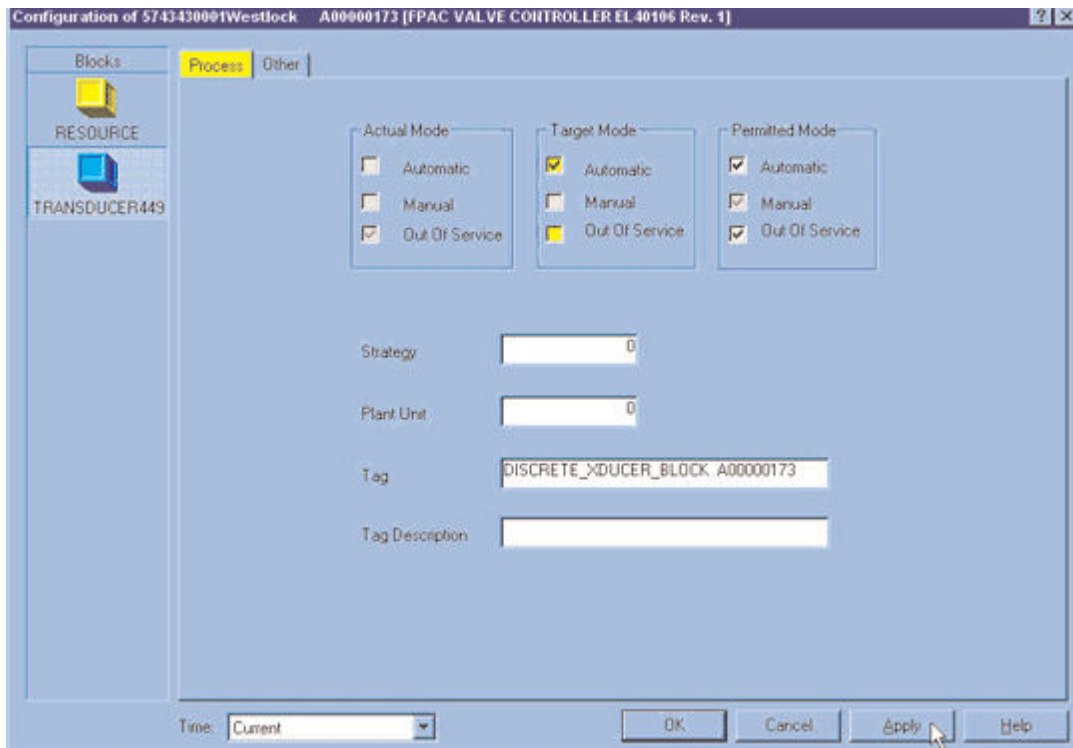 Configuration of 5743430001Westlock A00000173 [FPAC VALVE CONTROLLER EL40106 Rev. 1]
Blocks
RESOURCE
TRANSDUCER449
Process Other
Actual Mode
Automatic
Manual
Out Of Service
Target Mode
Automatic
Manual
Out Of Service
Permitted Mode
Automatic
Manual
Out Of Service
Strategy 0
Plant Unit 0
Tag DISCRETE_XDUCER_BLOCK A00000173
Tag Description
Time: Current
OK Cancel Apply Help